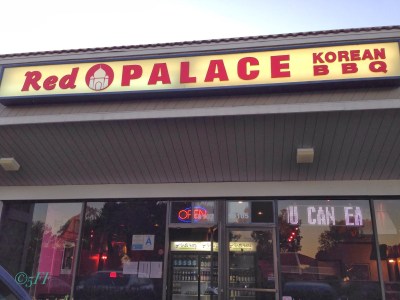 Red PALACE KOREAN
BBQ
OPEN
U CAN EA
A